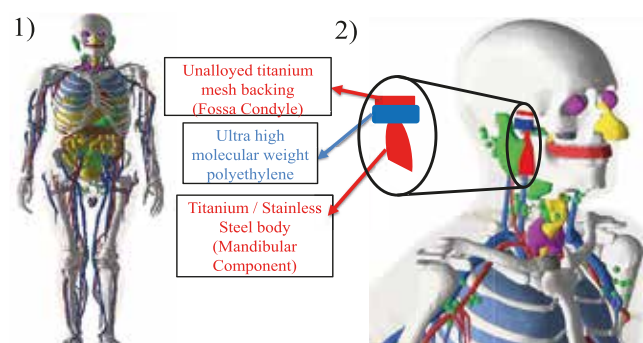 1)
2)
Unalloyed titanium
mesh backing
(Fossa Condyle)
Ultra high
molecular weight
polyethylene
Titanium / Stainless
Steel body
(Mandibular
Component)